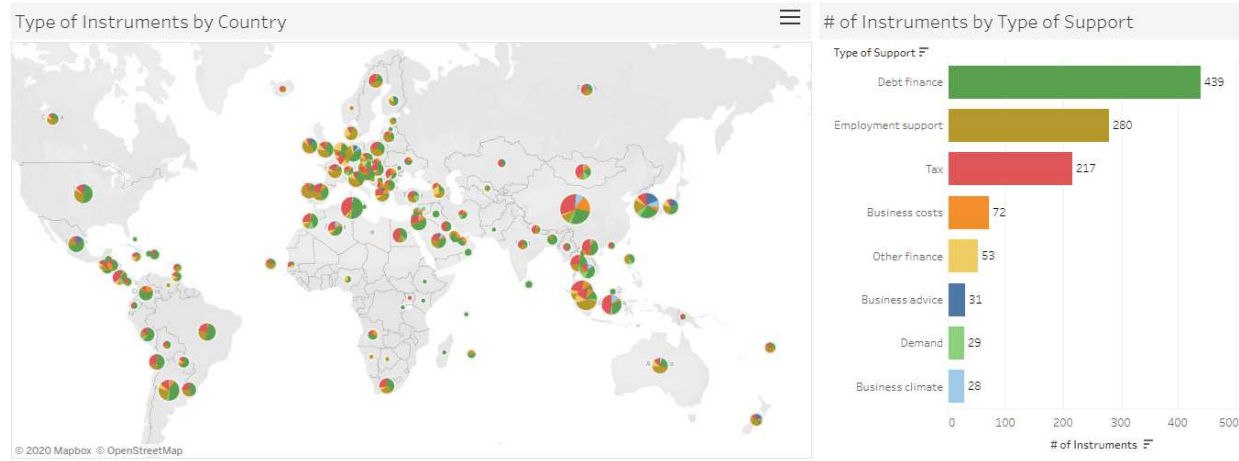 Type of Instruments by Country
© 2020 Mapbox © OpenStreetMap
# of Instruments by Type of Support
Type of Support
Debt finance 439
Employment support 280
Tax 217
Business costs 72
Other finance 53
Business advice 31
Demand 29
Business climate 28
0 100 200 300 400 500
# of Instruments